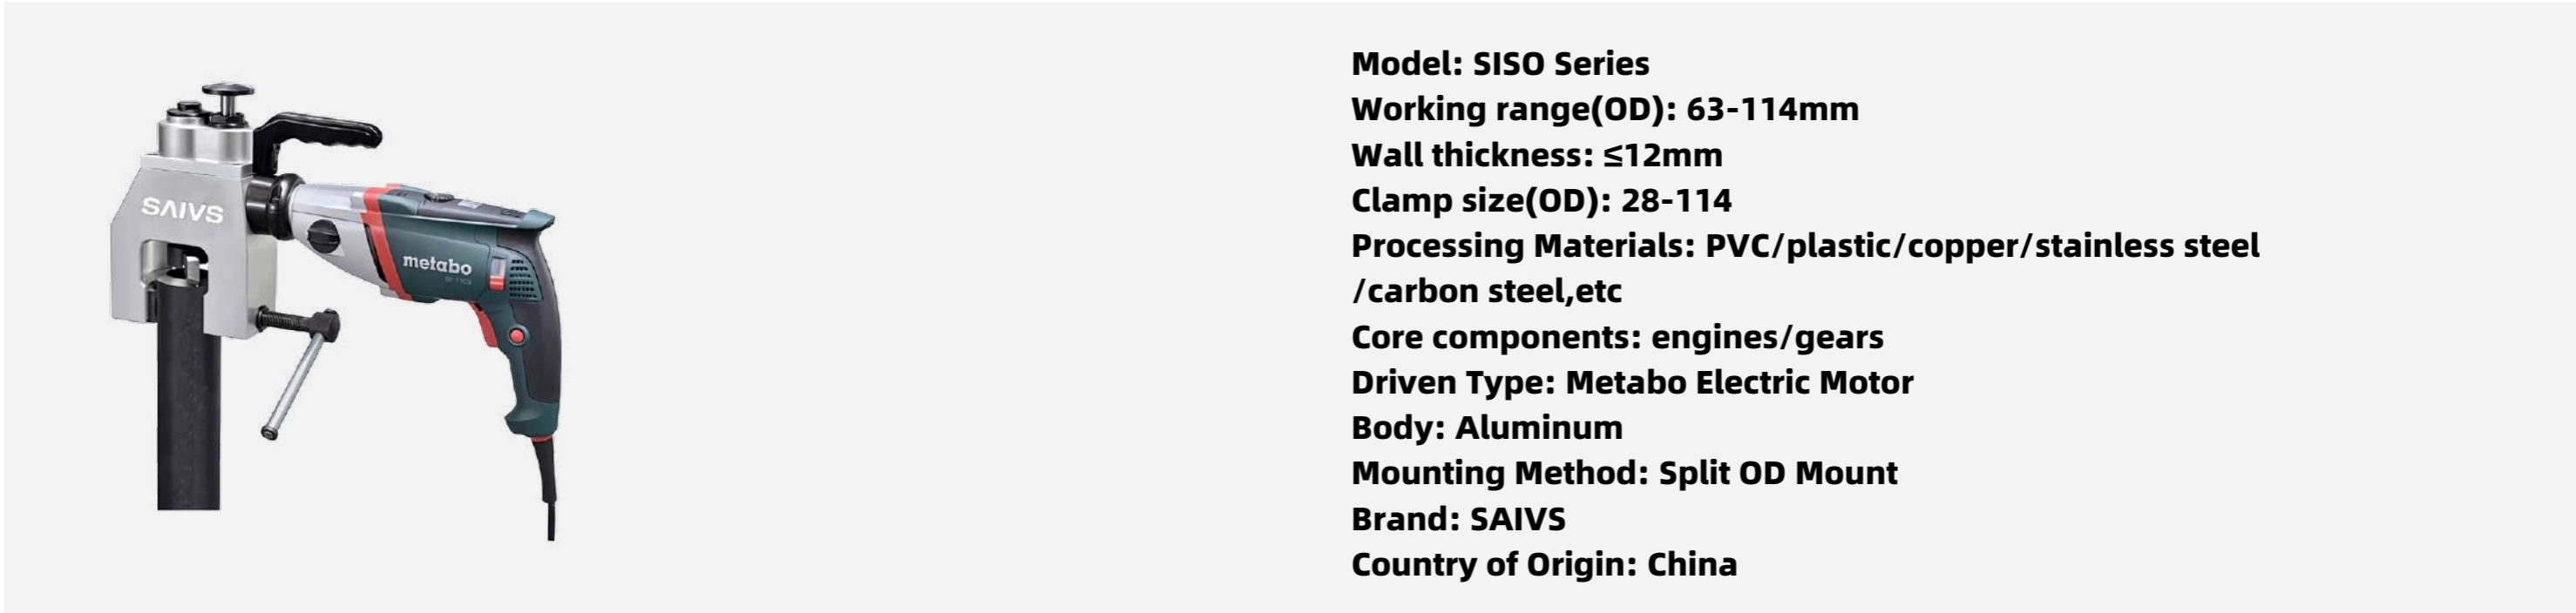 SAIVS
metabo
Model: SISO Series
Working range(OD): 63-114mm
Wall thickness: ≤12mm
Clamp size(OD): 28-114
Processing Materials: PVC/plastic/copper/stainless steel
/carbon steel,etc
Core components: engines/gears
Driven Type: Metabo Electric Motor
Body: Aluminum
Mounting Method: Split OD Mount
Brand: SAIVS
Country of Origin: China